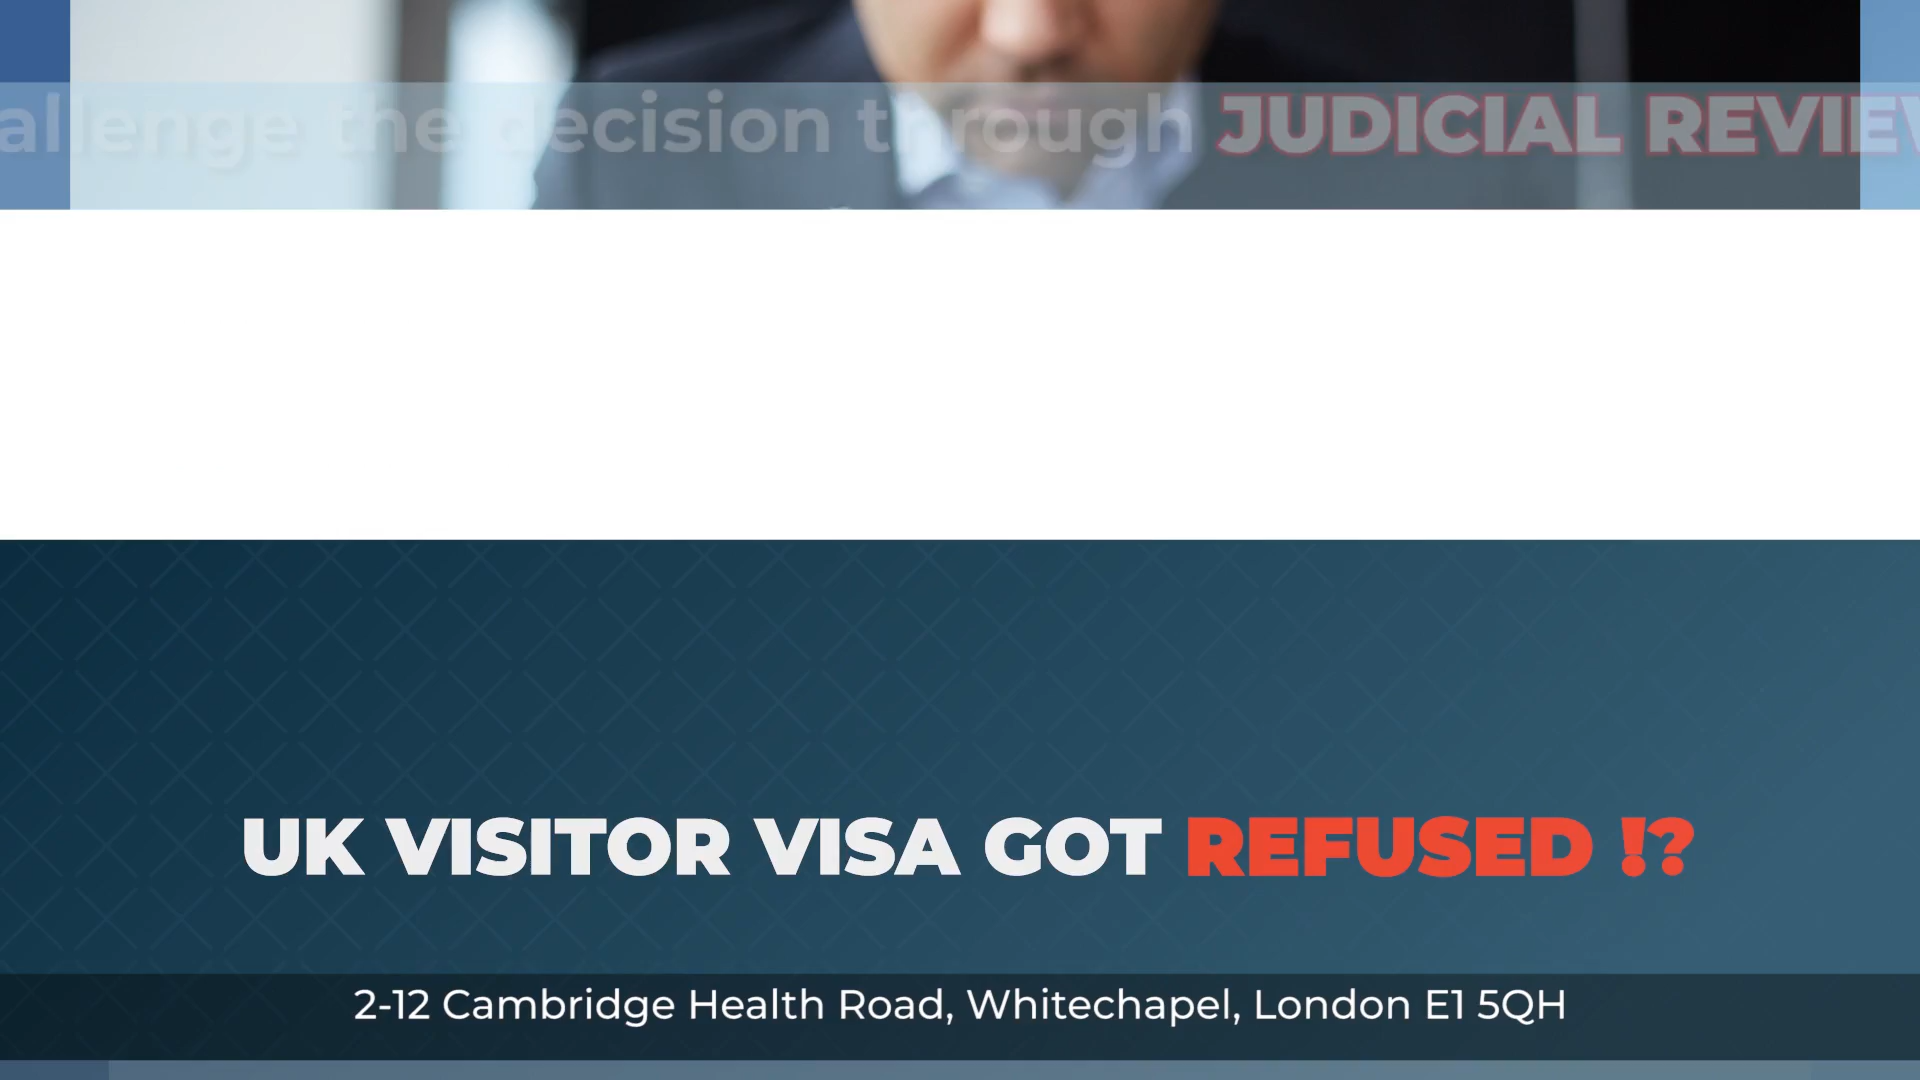 allenge the decision through JUDICIAL REVIEW
UK VISITOR VISA GOT REFUSED !?
2-12 Cambridge Health Road, Whitechapel, London E1 5QH